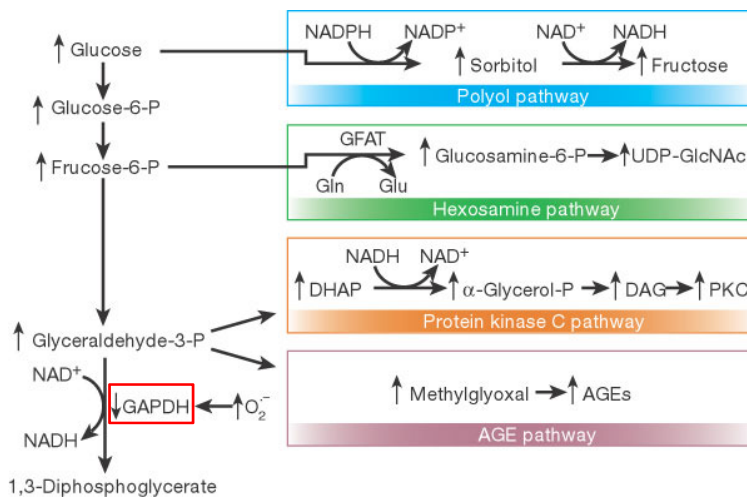 NADPH NADP+ NAD+ NADH
↑ Glucose
↑ Sorbitol ↑ Fructose
Polyol pathway
↑ Glucose-6-P
GFAT
↑ Frucose-6-P
↑ Glucosamine-6-P → ↑ UDP-GlcNAc
Gln Glu
Hexosamine pathway
NADH NAD+
↑ DHAP ↑ α-Glycerol-P → ↑ DAG → ↑ PKC
Protein kinase C pathway
↑ Glyceraldehyde-3-P
NAD+
↓ GAPDH ← ↑ O2·−
NADH
↑ Methylglyoxal → ↑ AGEs
AGE pathway
1,3-Diphosphoglycerate